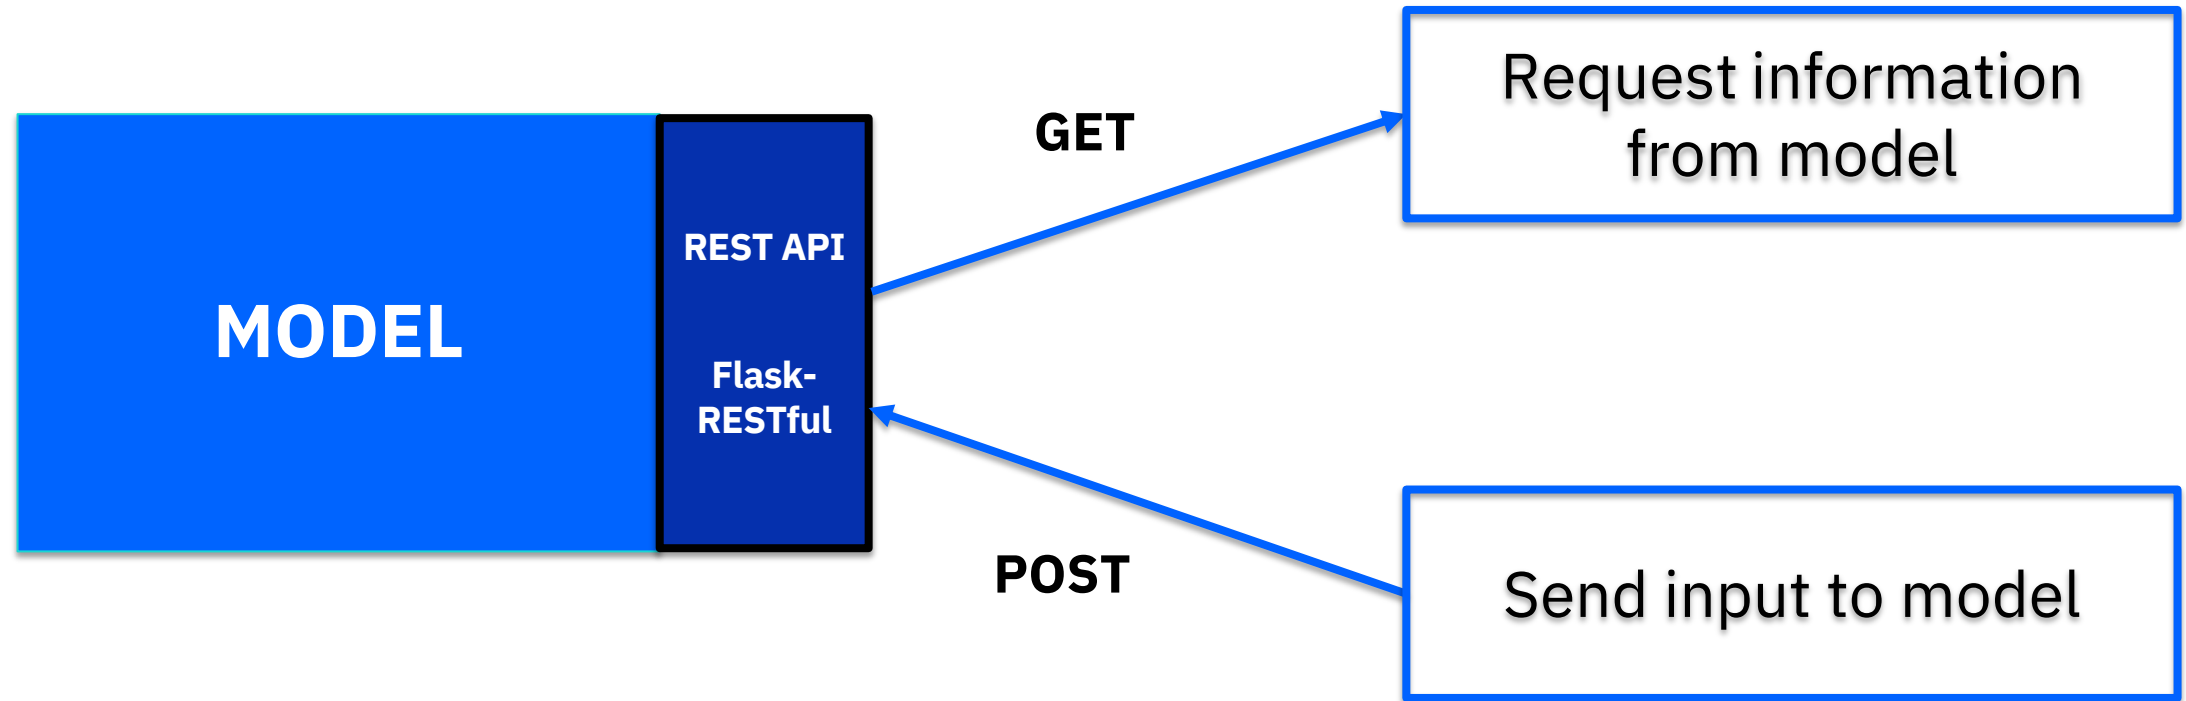 MODEL
REST API
Flask-
RESTful
GET
POST
Request information
from model
Send input to model